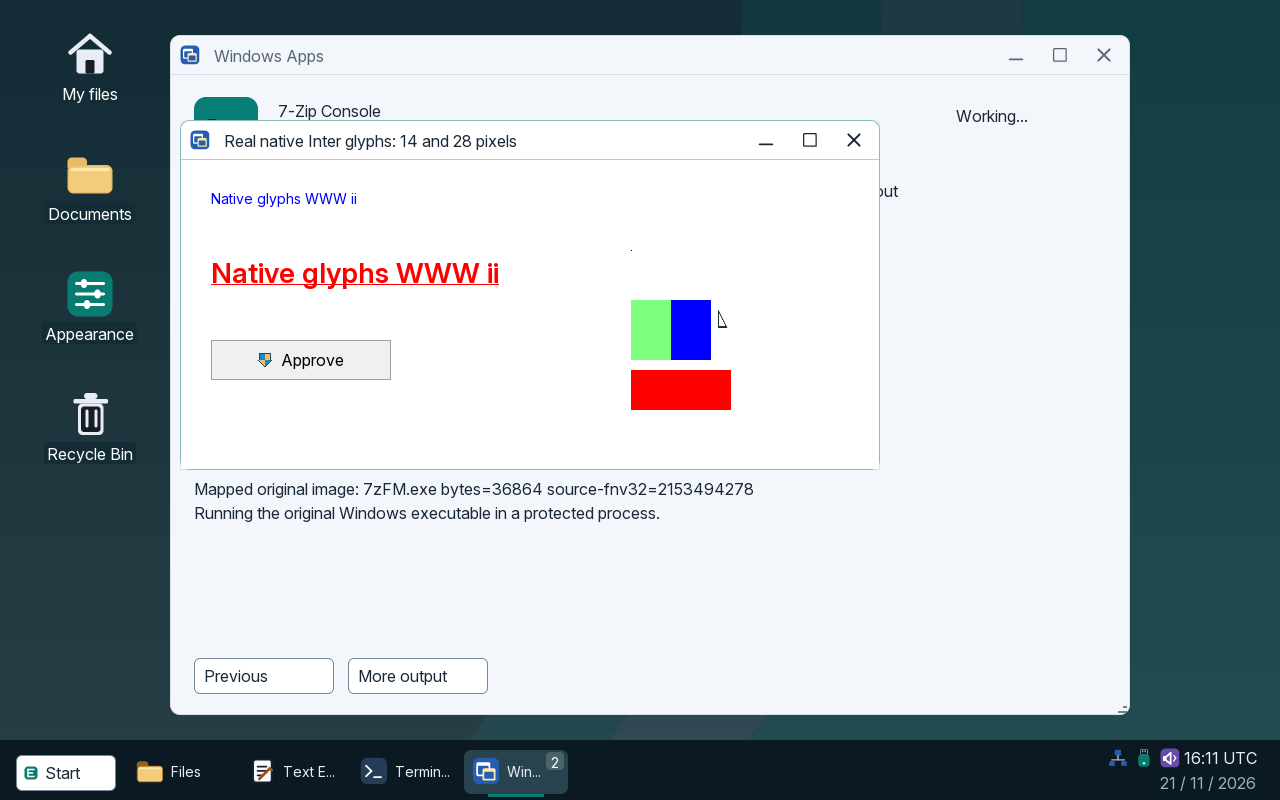 My files
Documents
Appearance
Recycle Bin
Windows Apps
7-Zip Console
Working...
Real native Inter glyphs: 14 and 28 pixels
Native glyphs WWW ii
Native glyphs WWW ii
Approve
Mapped original image: 7zFM.exe bytes=36864 source-fnv32=2153494278
Running the original Windows executable in a protected process.
Previous
More output
Start
Files
Text E...
Termin...
Win...
2
16:11 UTC
21 / 11 / 2026